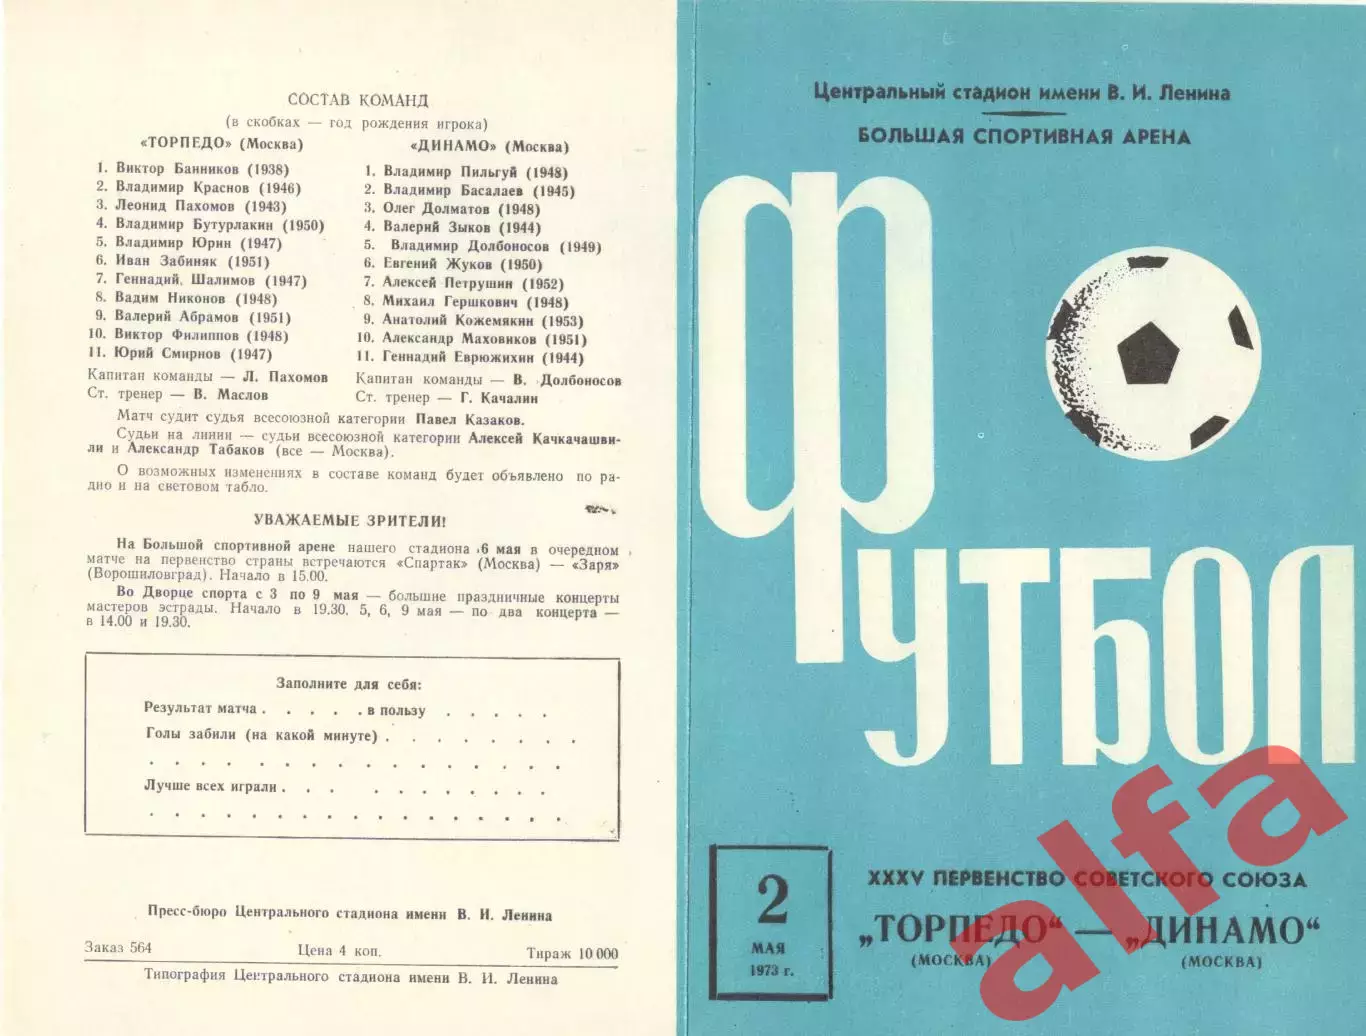 СОСТАВ КОМАНД
(в скобках — год рождения игрока)
«ТОРПЕДО» (Москва)
1. Виктор Банников (1938)
2. Владимир Краснов (1946)
3. Леонид Пахомов (1943)
4. Владимир Бутурлакин (1950)
5. Владимир Юрин (1947)
6. Иван Забиняк (1951)
7. Геннадий Шалимов (1947)
8. Вадим Никонов (1948)
9. Валерий Абрамов (1951)
10. Виктор Филиппов (1948)
11. Юрий Смирнов (1947)
Капитан команды — Л. Пахомов
Ст. тренер — В. Маслов
«ДИНАМО» (Москва)
1. Владимир Пильгуй (1948)
2. Владимир Басалаев (1945)
3. Олег Долматов (1948)
4. Валерий Зыков (1944)
5. Владимир Долбоносов (1949)
6. Евгений Жуков (1950)
7. Алексей Петрушин (1952)
8. Михаил Гершкович (1948)
9. Анатолий Кожемякин (1953)
10. Александр Маховиков (1951)
11. Геннадий Еврюжихин (1944)
Капитан команды — В. Долбоносов
Ст. тренер — Г. Качалин
Матч судит судья всесоюзной категории Павел Казаков.
Судьи на линии — судьи всесоюзной категории Алексей Качкачашви-
ли и Александр Табаков (все — Москва).
О возможных изменениях в составе команд будет объявлено по ра-
дио и на световом табло.
УВАЖАЕМЫЕ ЗРИТЕЛИ!
На Большой спортивной арене нашего стадиона 6 мая в очередном
матче на первенство страны встречаются «Спартак» (Москва) — «Заря»
(Ворошиловград). Начало в 15.00.
Во Дворце спорта с 3 по 9 мая — большие праздничные концерты
мастеров эстрады. Начало в 19.30. 5, 6, 9 мая — по два концерта —
в 14.00 и 19.30.
Заполните для себя:
Результат матча . . . . . в пользу . . . . .
Голы забили (на какой минуте) . . . . . . . .
. . . . . . . . . . . . . . . .
Лучше всех играли . . . . . . . . . .
. . . . . . . . . . . . . . . .
Пресс-бюро Центрального стадиона имени В. И. Ленина
Заказ 564 Цена 4 коп. Тираж 10 000
Типография Центрального стадиона имени В. И. Ленина
Центральный стадион имени В. И. Ленина
БОЛЬШАЯ СПОРТИВНАЯ АРЕНА
ФУТБОЛ
2
МАЯ
1973 г.
XXXV ПЕРВЕНСТВО СОВЕТСКОГО СОЮЗА
„ТОРПЕДО“ — „ДИНАМО“
(МОСКВА) (МОСКВА)
alfa